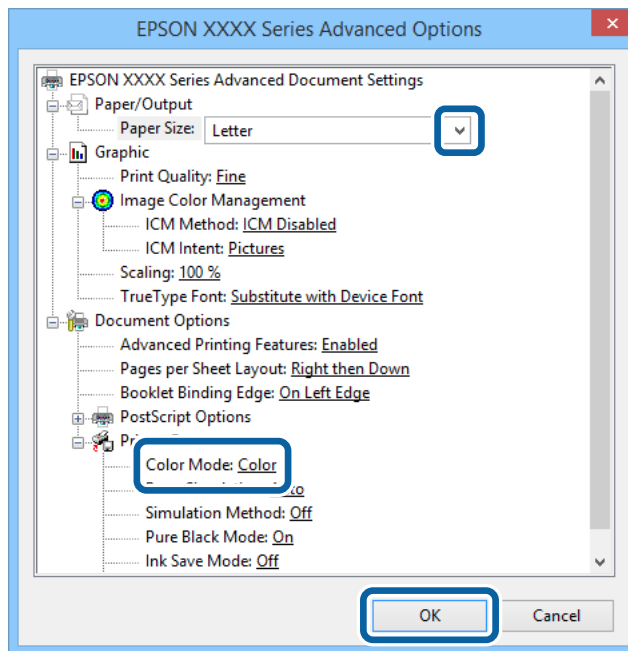 EPSON XXXX Series Advanced Options
EPSON XXXX Series Advanced Document Settings
Paper/Output
Paper Size: Letter
Graphic
Print Quality: Fine
Image Color Management
ICM Method: ICM Disabled
ICM Intent: Pictures
Scaling: 100 %
TrueType Font: Substitute with Device Font
Document Options
Advanced Printing Features: Enabled
Pages per Sheet Layout: Right then Down
Booklet Binding Edge: On Left Edge
PostScript Options
Color Mode: Color
Simulation Method: Off
Pure Black Mode: On
Ink Save Mode: Off
OK Cancel